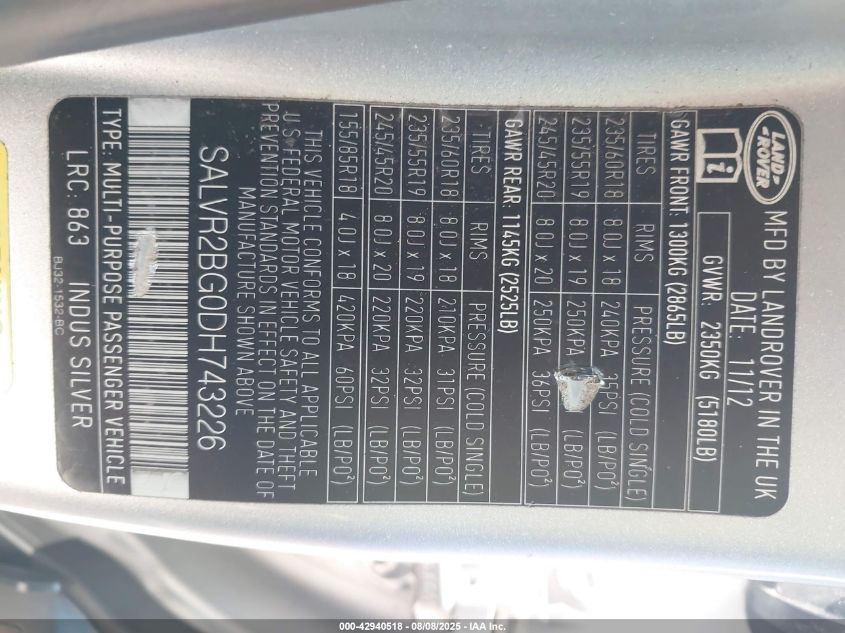 LAND-
-ROVER
MFD BY LANDROVER IN THE UK
DATE: 11/12
GVWR: 2350KG (5180LB)
GAWR FRONT: 1300KG (2865LB)
TIRES RIMS PRESSURE (COLD SINGLE)
235/60R18 8.0J x 18 240KPA (LB/PO²)
235/55R19 8.0J x 19 250KPA (LB/PO²)
245/45R20 8.0J x 20 250KPA 36PSI (LB/PO²)
GAWR REAR: 1145KG (2525LB)
TIRES RIMS PRESSURE (COLD SINGLE)
235/60R18 8.0J x 18 210KPA 31PSI (LB/PO²)
235/55R19 8.0J x 19 220KPA 32PSI (LB/PO²)
245/45R20 8.0J x 20 220KPA 32PSI (LB/PO²)
155/85R18 4.0J x 18 420KPA 60PSI (LB/PO²)
THIS VEHICLE CONFORMS TO ALL APPLICABLE
U.S. FEDERAL MOTOR VEHICLE SAFETY AND THEFT
PREVENTION STANDARDS IN EFFECT ON THE DATE OF
MANUFACTURE SHOWN ABOVE
SALVR2BG0DH743226
TYPE: MULTI-PURPOSE PASSENGER VEHICLE
LRC: 863 INDUS SILVER
BJ32-1532-BC
000-42940518 - 08/08/2025 - IAA Inc.